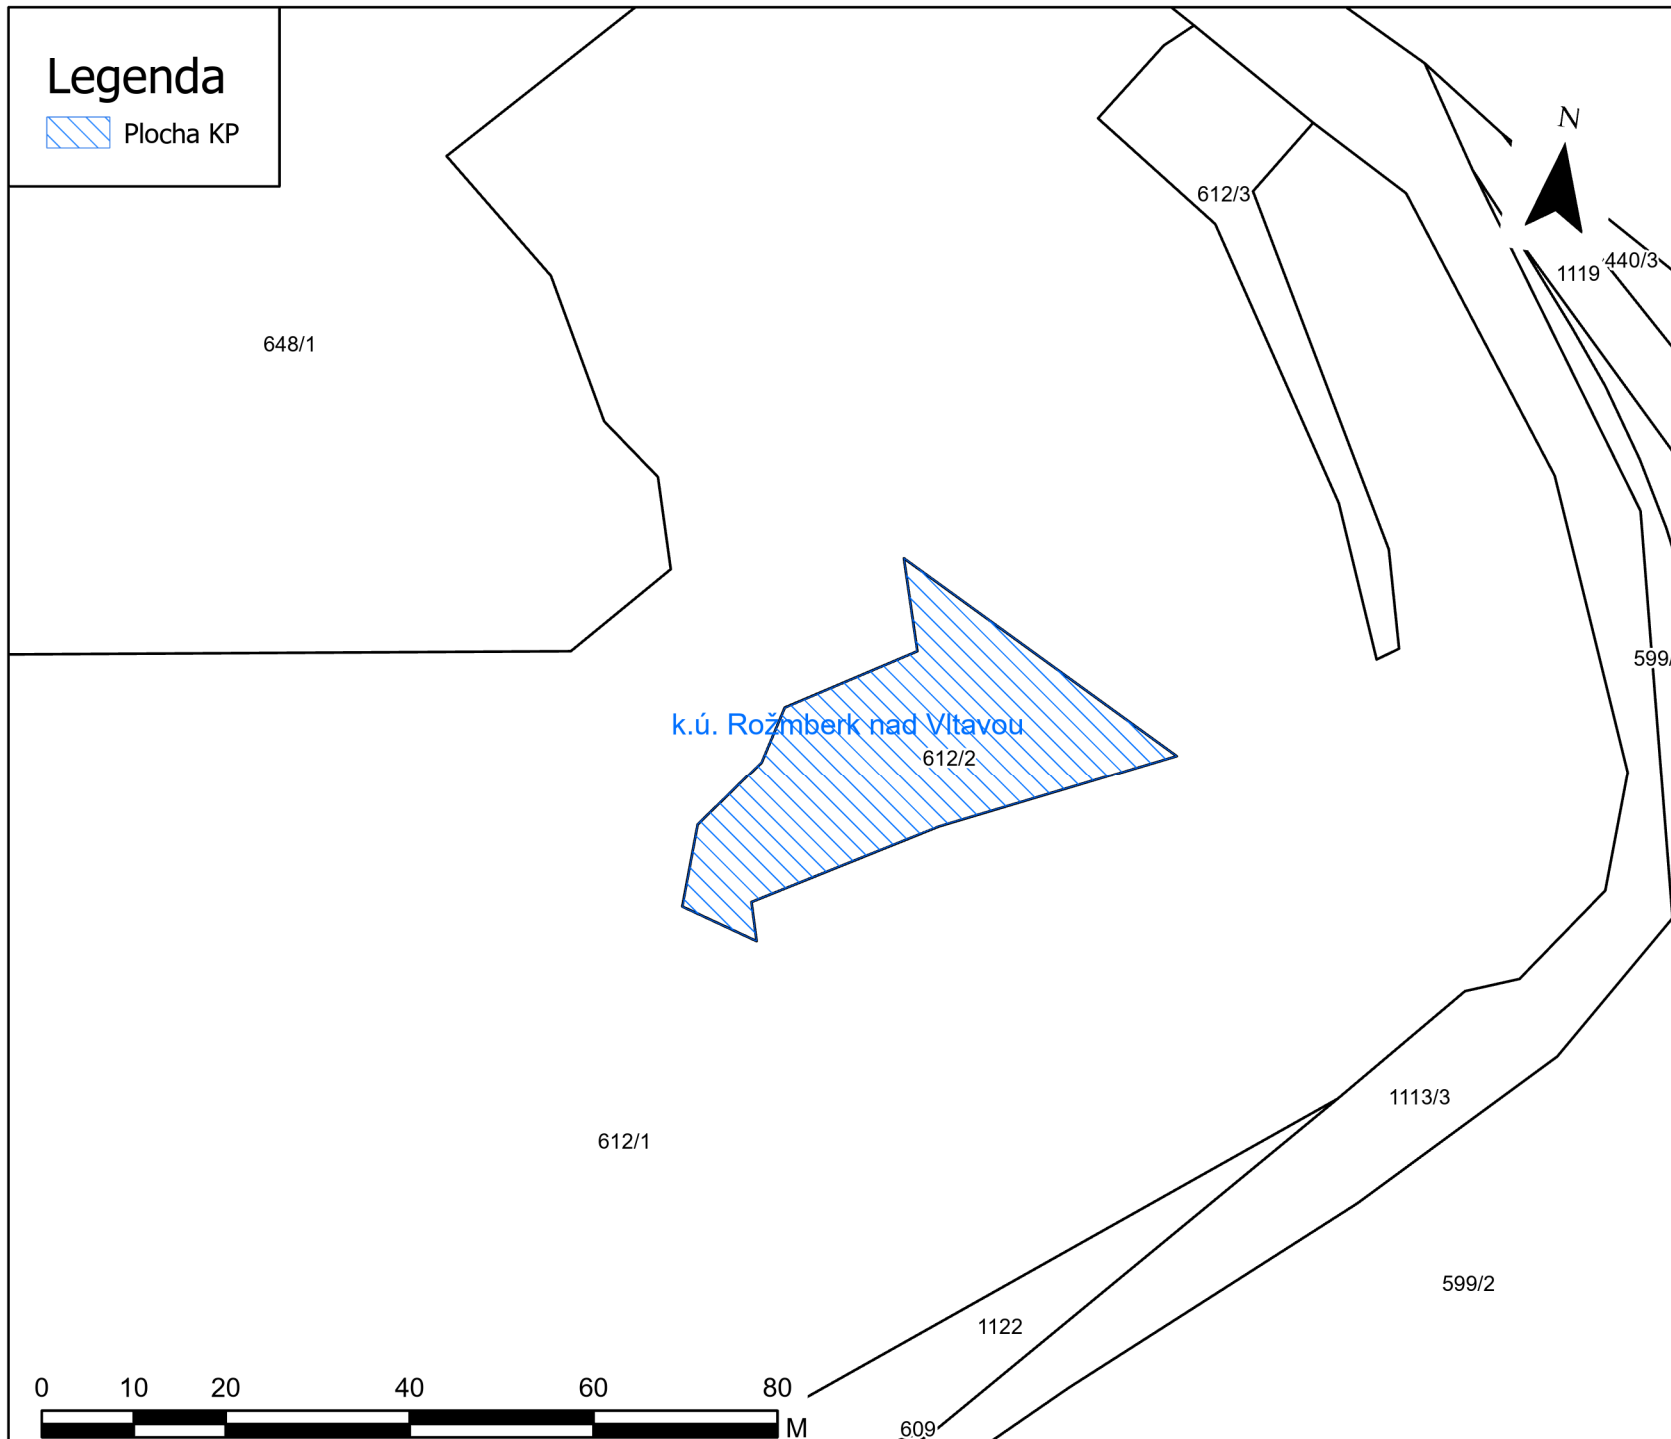 Legenda
Plocha KP
N
612/3
440/3
1119
648/1
599/
k.ú. Rožmberk nad Vltavou
612/2
1113/3
612/1
599/2
1122
0 10 20 40 60 80
M
609